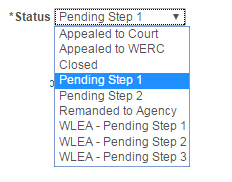 *Status Pending Step 1
Appealed to Court
Appealed to WERC
Closed
Pending Step 1
Pending Step 2
Remanded to Agency
WLEA - Pending Step 1
WLEA - Pending Step 2
WLEA - Pending Step 3